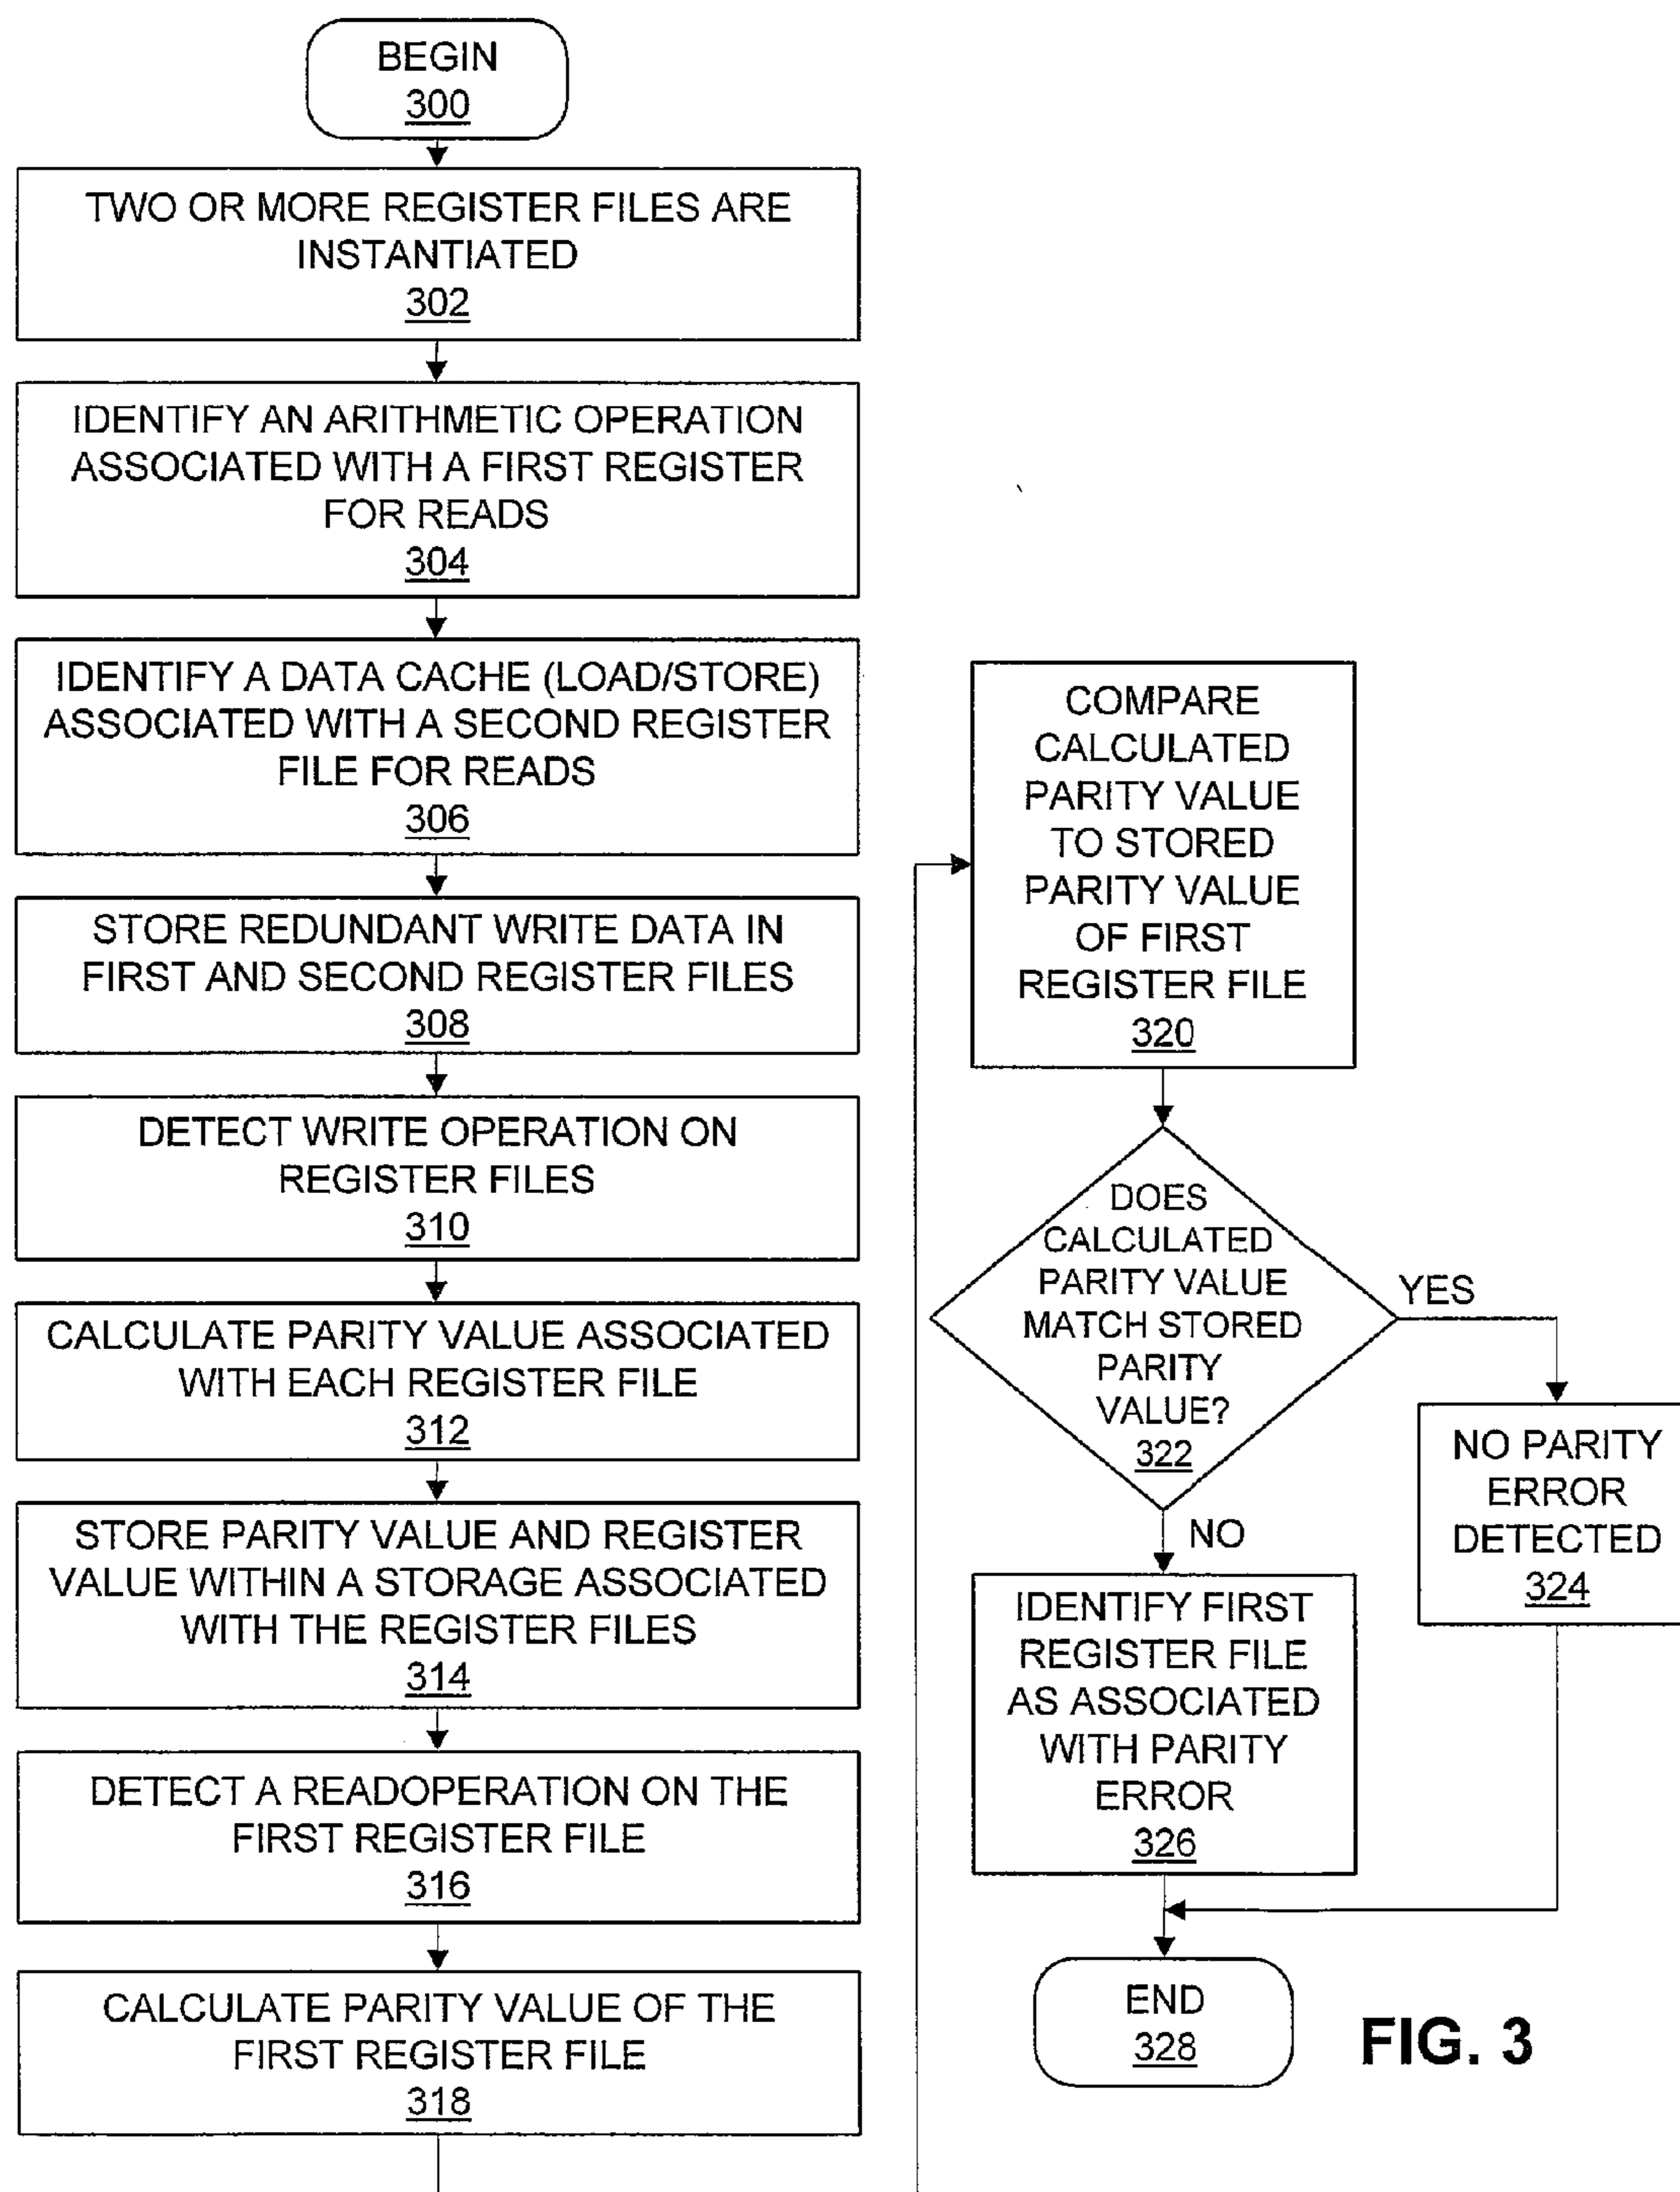 BEGIN
300
TWO OR MORE REGISTER FILES ARE
INSTANTIATED
302
IDENTIFY AN ARITHMETIC OPERATION
ASSOCIATED WITH A FIRST REGISTER
FOR READS
304
IDENTIFY A DATA CACHE (LOAD/STORE)
ASSOCIATED WITH A SECOND REGISTER
FILE FOR READS
306
STORE REDUNDANT WRITE DATA IN
FIRST AND SECOND REGISTER FILES
308
DETECT WRITE OPERATION ON
REGISTER FILES
310
CALCULATE PARITY VALUE ASSOCIATED
WITH EACH REGISTER FILE
312
STORE PARITY VALUE AND REGISTER
VALUE WITHIN A STORAGE ASSOCIATED
WITH THE REGISTER FILES
314
DETECT A READOPERATION ON THE
FIRST REGISTER FILE
316
CALCULATE PARITY VALUE OF THE
FIRST REGISTER FILE
318
COMPARE
CALCULATED
PARITY VALUE
TO STORED
PARITY VALUE
OF FIRST
REGISTER FILE
320
DOES
CALCULATED
PARITY VALUE
MATCH STORED
PARITY
VALUE?
322
YES
NO PARITY
ERROR
DETECTED
324
NO
IDENTIFY FIRST
REGISTER FILE
AS ASSOCIATED
WITH PARITY
ERROR
326
END
328
FIG. 3